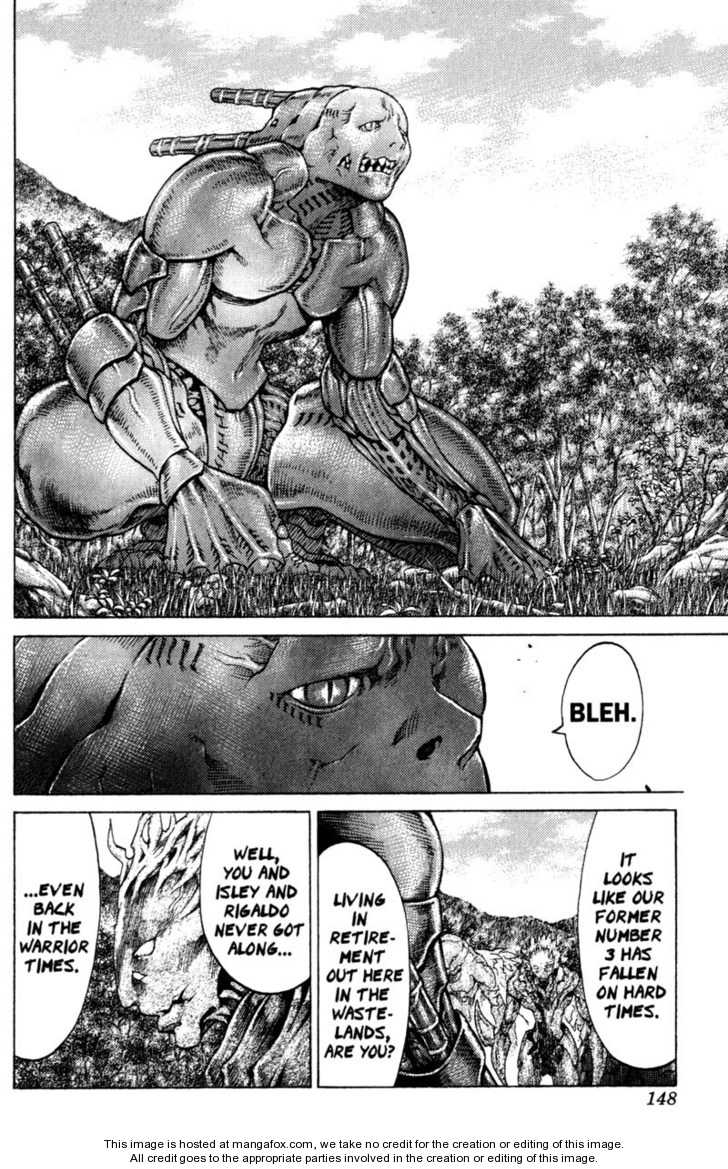 BLEH.
IT
LOOKS
LIKE OUR
FORMER
NUMBER
3 HAS
FALLEN
ON HARD
TIMES.
LIVING
IN
RETIRE-
MENT
OUT HERE
IN THE
WASTE-
LANDS,
ARE YOU?
WELL,
YOU AND
ISLEY AND
RIGALDO
NEVER GOT
ALONG...
...EVEN
BACK
IN THE
WARRIOR
TIMES.
148
This image is hosted at mangafox.com, we take no credit for the creation or editing of this image.
All credit goes to the appropriate parties involved in the creation or editing of this image.